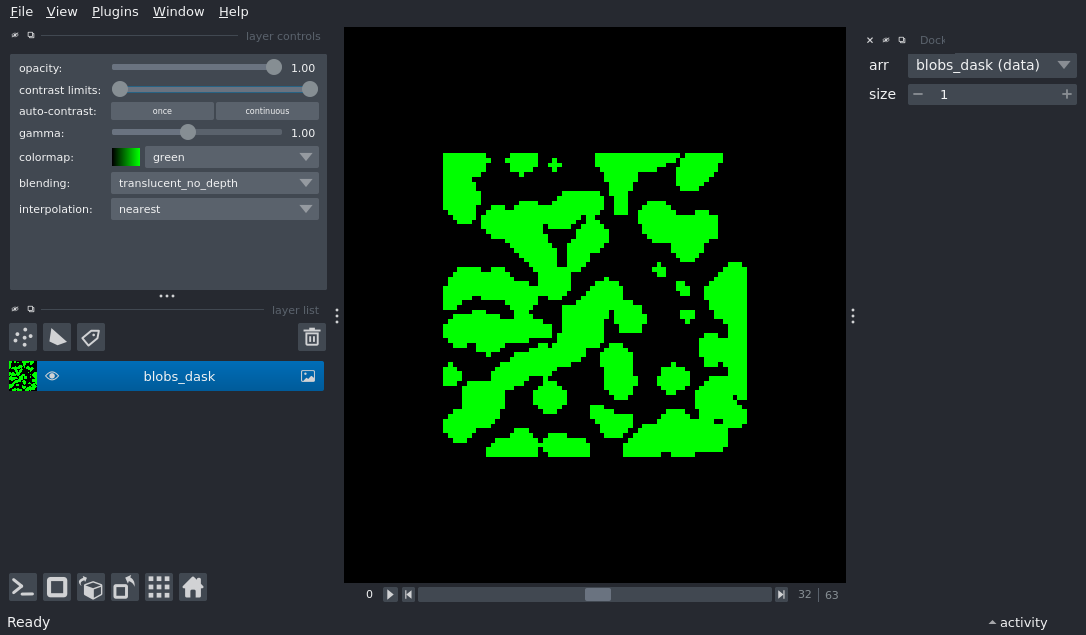 File View Plugins Window Help
layer controls
opacity: 1.00
contrast limits:
auto-contrast: once continuous
gamma: 1.00
colormap: green
blending: translucent_no_depth
interpolation: nearest
layer list
blobs_dask
0
32 | 63
Ready
activity
Dock
arr blobs_dask (data)
size 1